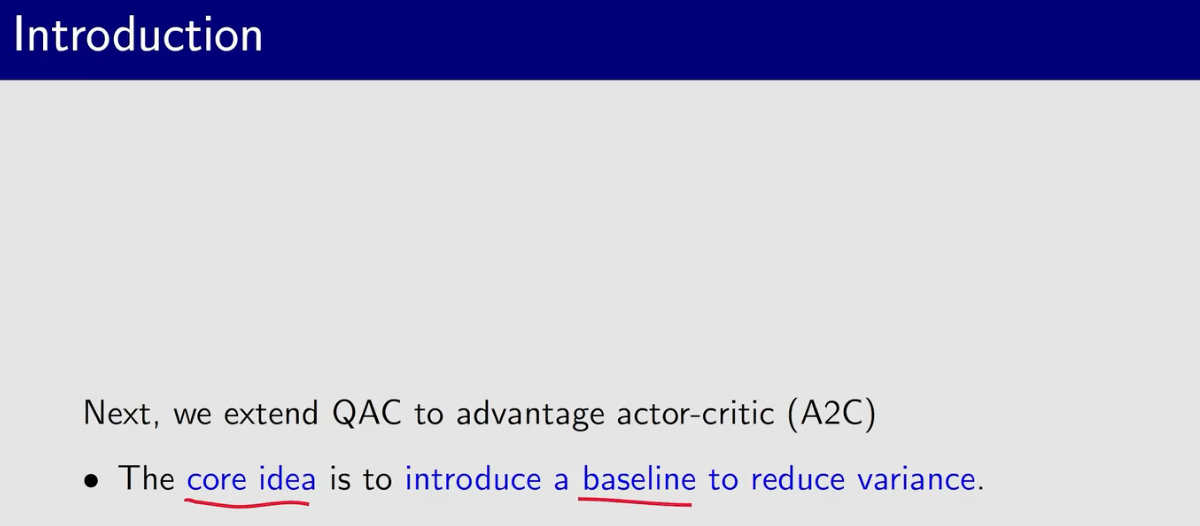 Introduction
Next, we extend QAC to advantage actor-critic (A2C)
• The core idea is to introduce a baseline to reduce variance.